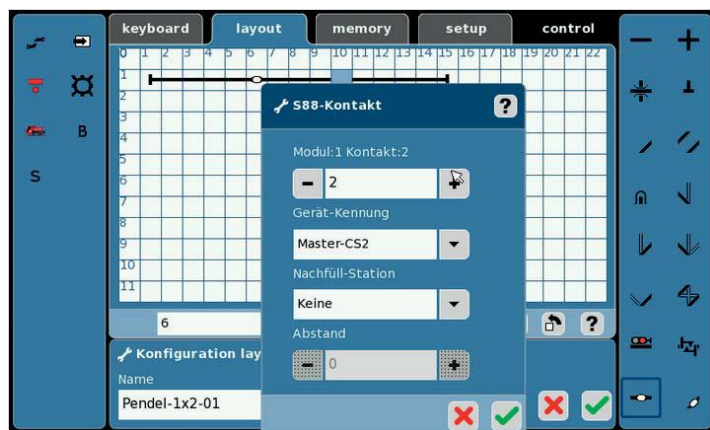 keyboard layout memory setup control
0 1 2 3 4 5 6 7 8 9 10 11 12 13 14 15 16 17 18 19 20 21 22
1
2
3
4
5
6
7
8
9
10
11
B
S
S88-Kontakt ?
Modul:1 Kontakt:2
- 2 +
Gerät-Kennung
Master-CS2
Nachfüll-Station
Keine
Abstand
- 0 +
6 ?
Konfiguration lay
Name
Pendel-1x2-01